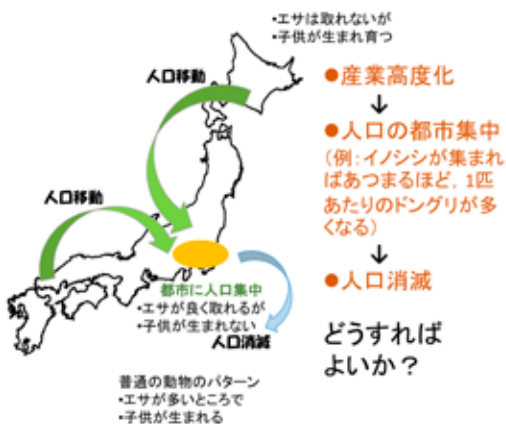 ・エサは取れないが
・子供が生まれ育つ
人口移動
人口移動
都市に人口集中
・エサが良く取れるが
・子供が生まれない
人口消滅
普通の動物のパターン
・エサが多いところで
・子供が生まれる
●産業高度化
↓
●人口の都市集中
(例:イノシシが集まれ
ばあつまるほど，1匹
あたりのドングリが多
くなる)
↓
●人口消滅
どうすれば
よいか？